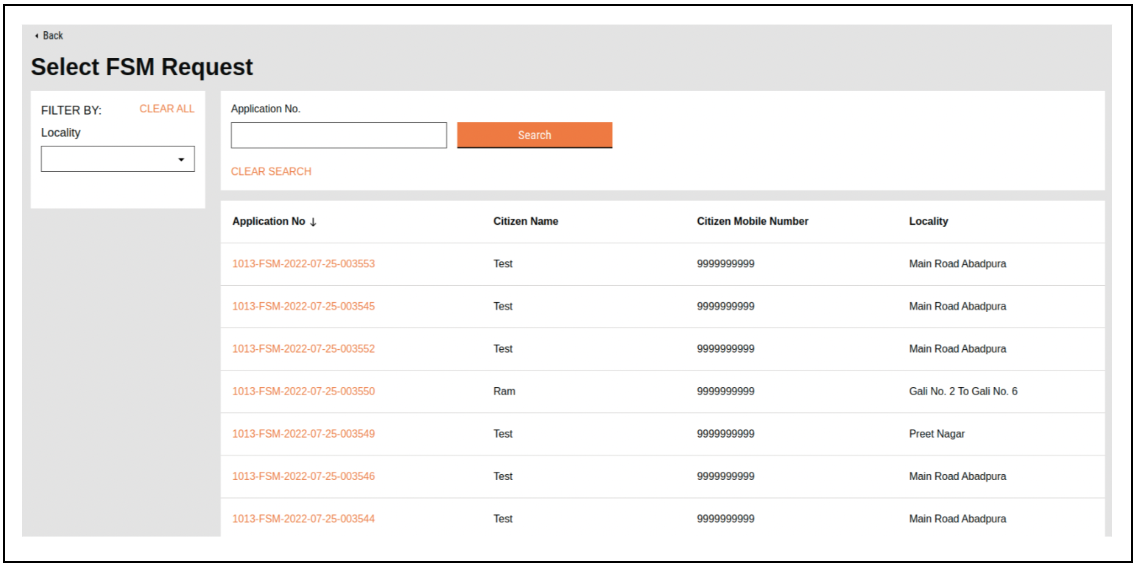 Back
Select FSM Request
FILTER BY: CLEAR ALL
Locality
Application No.
Search
CLEAR SEARCH
Application No ↓ Citizen Name Citizen Mobile Number Locality
1013-FSM-2022-07-25-003553 Test 9999999999 Main Road Abadpura
1013-FSM-2022-07-25-003545 Test 9999999999 Main Road Abadpura
1013-FSM-2022-07-25-003552 Test 9999999999 Main Road Abadpura
1013-FSM-2022-07-25-003550 Ram 9999999999 Gali No. 2 To Gali No. 6
1013-FSM-2022-07-25-003549 Test 9999999999 Preet Nagar
1013-FSM-2022-07-25-003546 Test 9999999999 Main Road Abadpura
1013-FSM-2022-07-25-003544 Test 9999999999 Main Road Abadpura